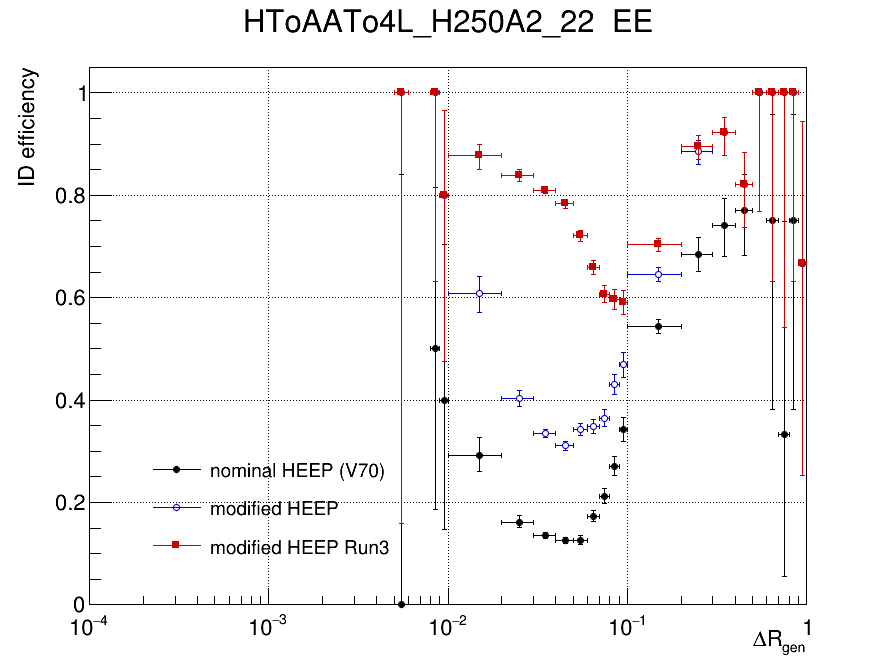 HToAATo4L_H250A2_22 EE
ID efficiency
1
0.8
0.6
0.4
0.2
0
nominal HEEP (V70)
modified HEEP
modified HEEP Run3
10⁻⁴ 10⁻³ 10⁻² 10⁻¹ 1
ΔR_gen